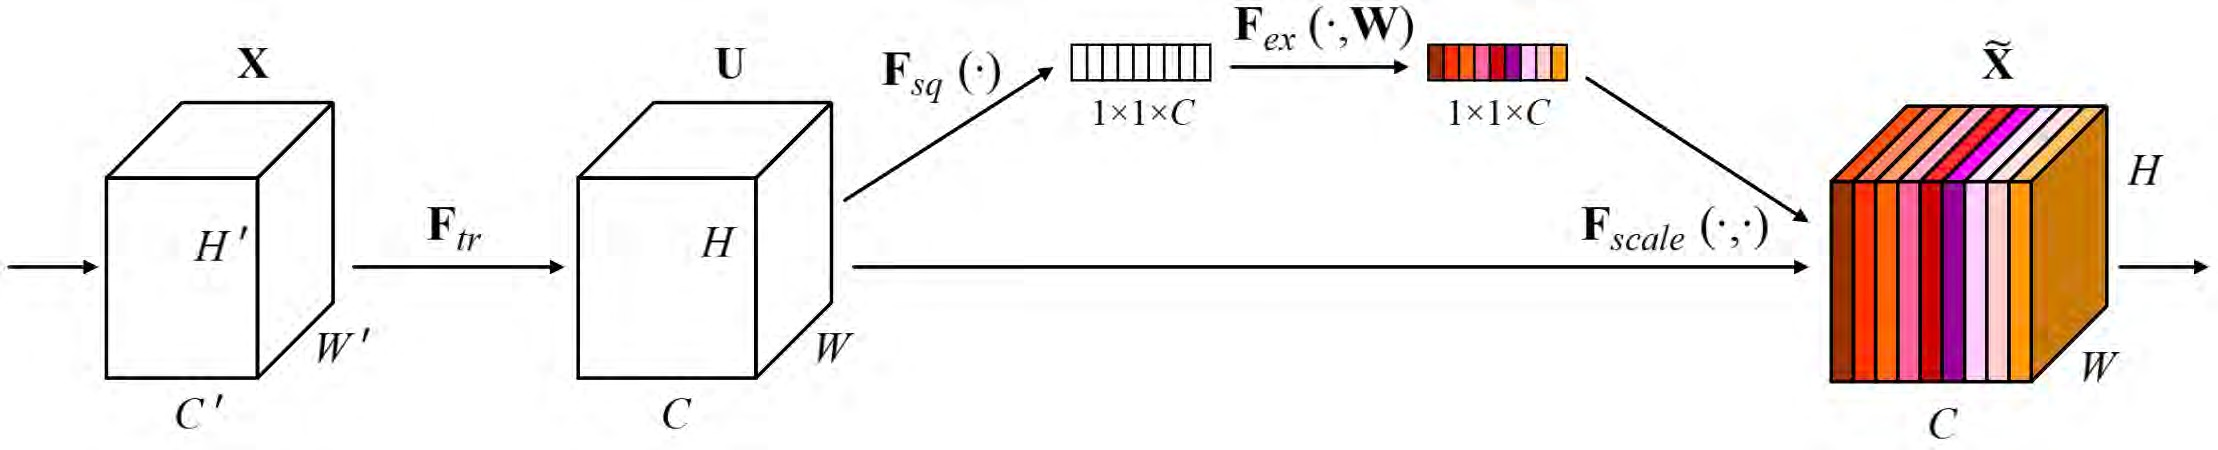 X
H′
W′
C′
F_tr
U
H
W
C
F_sq (·)
1×1×C
F_ex (·,W)
1×1×C
F_scale (·,·)
X̃
H
W
C